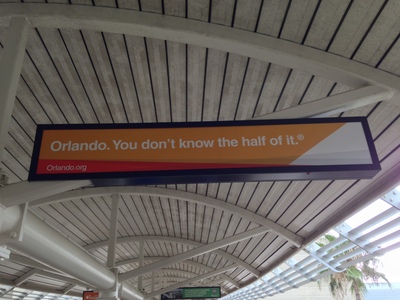 Orlando. You don't know the half of it.®
Orlando.org